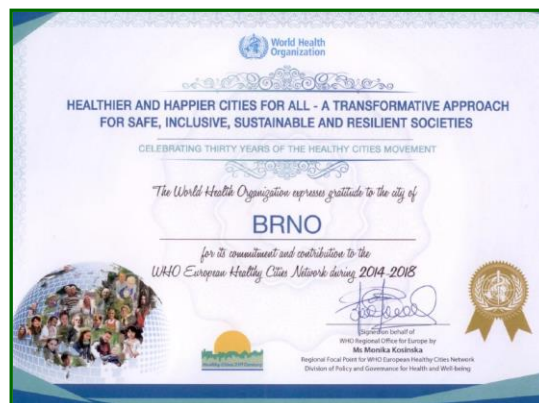 World Health
Organization
HEALTHIER AND HAPPIER CITIES FOR ALL - A TRANSFORMATIVE APPROACH
FOR SAFE, INCLUSIVE, SUSTAINABLE AND RESILIENT SOCIETIES
CELEBRATING THIRTY YEARS OF THE HEALTHY CITIES MOVEMENT
The World Health Organization expresses gratitude to the city of
BRNO
for its commitment and contribution to the
WHO European Healthy Cities Network during 2014-2018
Signed on behalf of
WHO Regional Office for Europe by
Ms Monika Kosinska
Regional Focal Point for WHO European Healthy Cities Network
Division of Policy and Governance for Health and Well-being